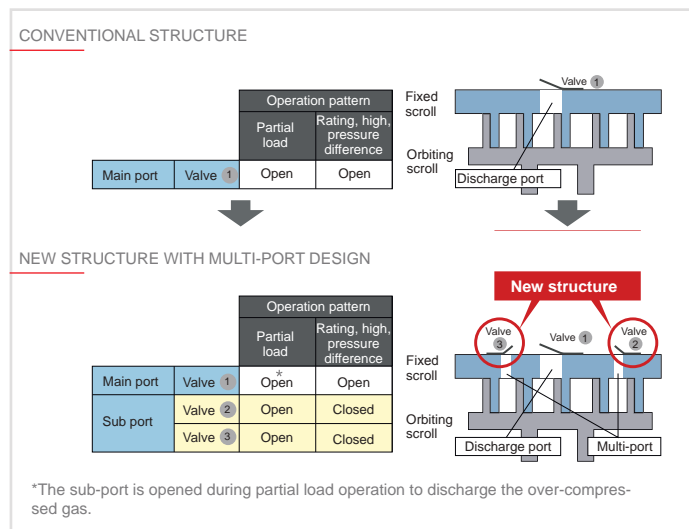 CONVENTIONAL STRUCTURE
Operation pattern
Partial
load
Rating, high,
pressure
difference
Main port Valve 1 Open Open
Valve 1
Fixed
scroll
Orbiting
scroll
Discharge port
NEW STRUCTURE WITH MULTI-PORT DESIGN
Operation pattern
Partial
load
Rating, high,
pressure
difference
Main port Valve 1 Open* Open
Sub port Valve 2 Open Closed
Valve 3 Open Closed
New structure
Valve
3
Valve 1
Valve
2
Fixed
scroll
Orbiting
scroll
Discharge port
Multi-port
*The sub-port is opened during partial load operation to discharge the over-compres-
sed gas.